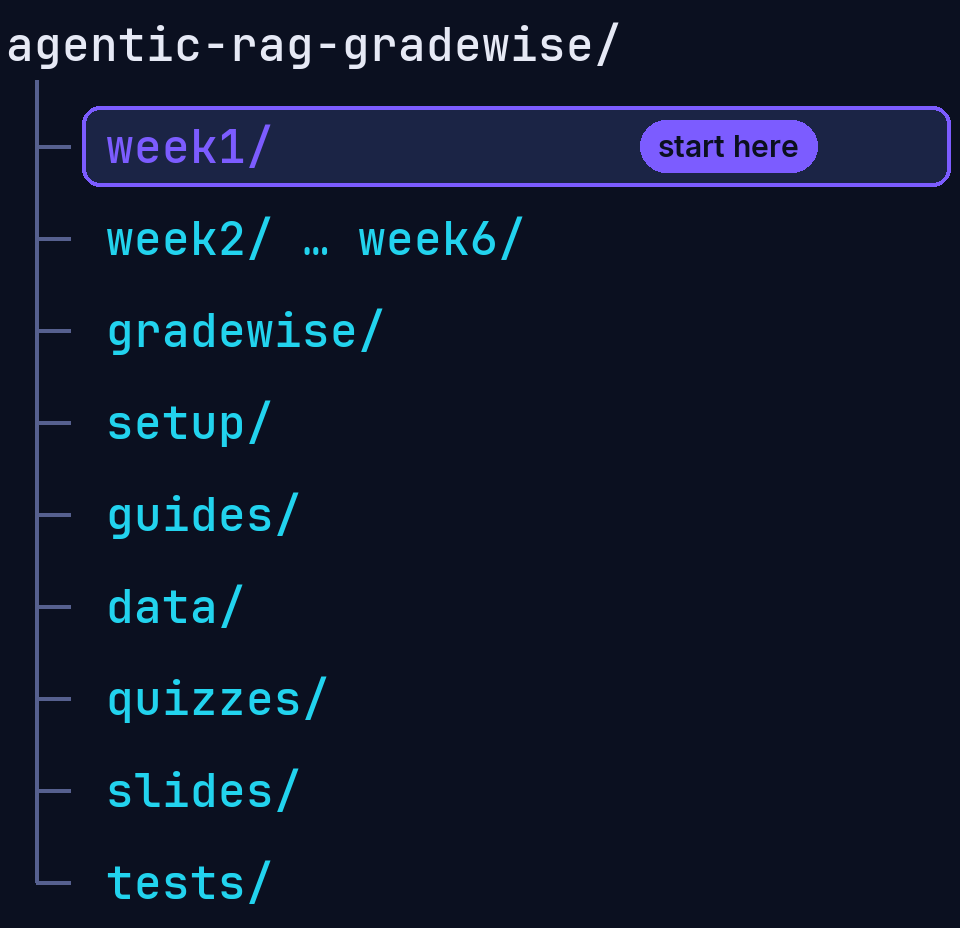 agentic-rag-gradewise/
week1/ start here
week2/ … week6/
gradewise/
setup/
guides/
data/
quizzes/
slides/
tests/